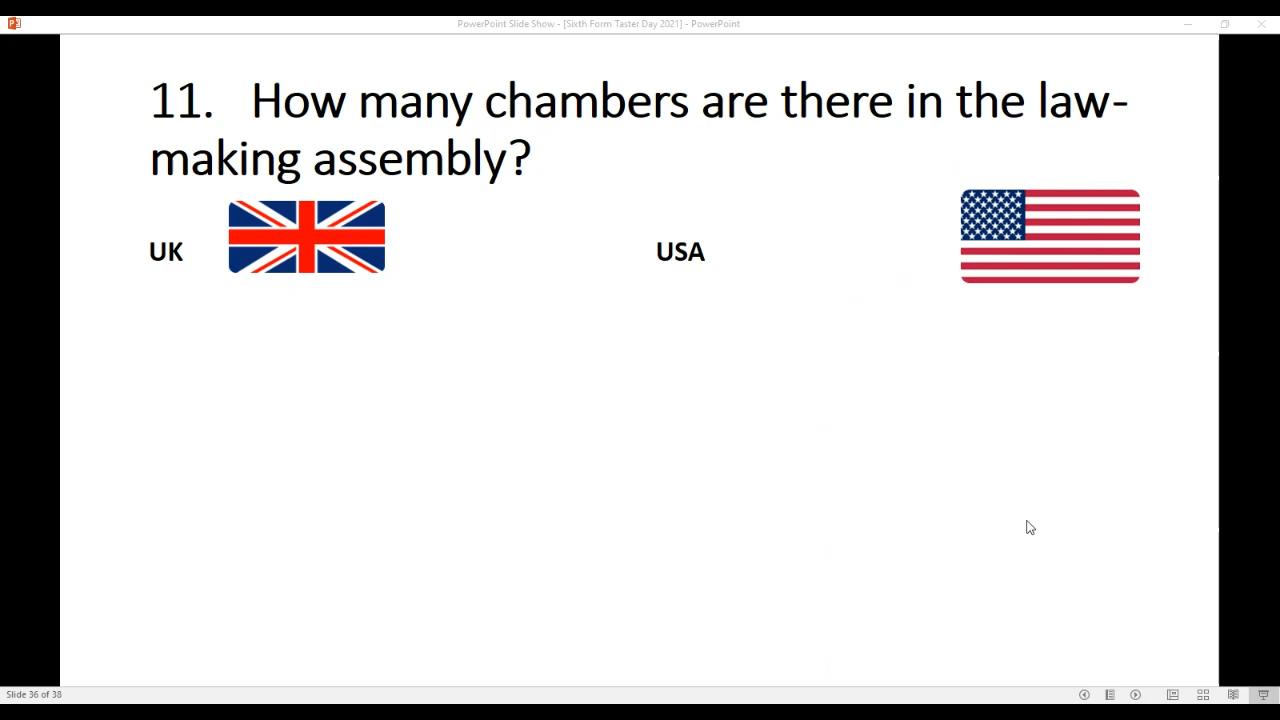 PowerPoint Slide Show - [Sixth Form Taster Day 2021] - PowerPoint
11. How many chambers are there in the law-
making assembly?
UK
USA
Slide 36 of 38